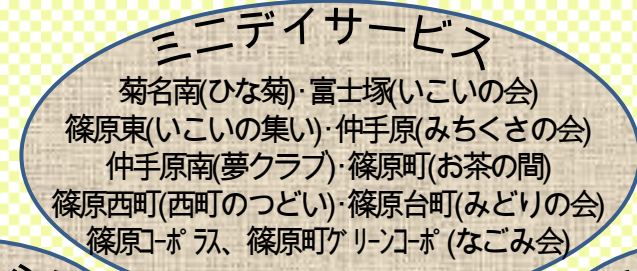 ミニデイサービス
菊名南(ひな菊)･富士塚(いこいの会)
篠原東(いこいの集い)･仲手原(みちくさの会)
仲手原南(夢クラブ)･篠原町(お茶の間)
篠原西町(西町のつどい)･篠原台町(みどりの会)
篠原ｺｰﾎﾟﾗｽ、篠原町ｸﾞﾘｰﾝｺｰﾎﾟ(なごみ会)